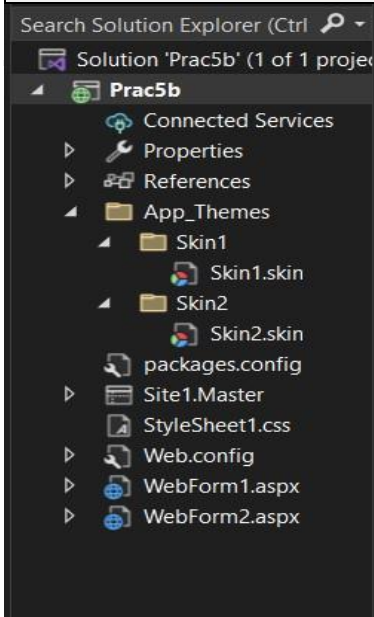 Search Solution Explorer (Ctrl
Solution 'Prac5b' (1 of 1 projec
Prac5b
Connected Services
Properties
References
App_Themes
Skin1
Skin1.skin
Skin2
Skin2.skin
packages.config
Site1.Master
StyleSheet1.css
Web.config
WebForm1.aspx
WebForm2.aspx